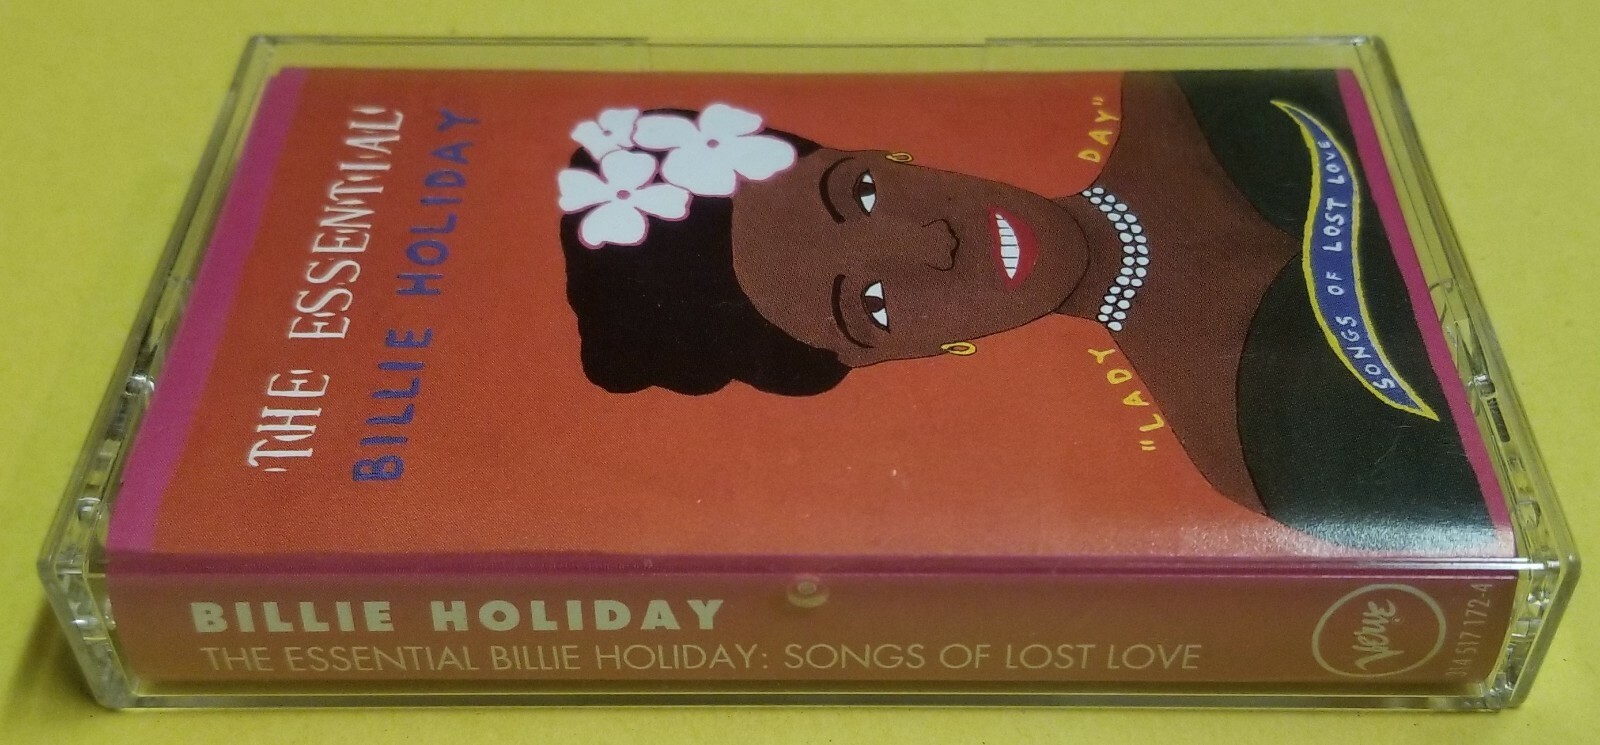 THE ESSENTIAL
BILLIE HOLIDAY
"LADY DAY"
SONGS OF LOST LOVE
BILLIE HOLIDAY
THE ESSENTIAL BILLIE HOLIDAY: SONGS OF LOST LOVE
Verve
314 517 172-4